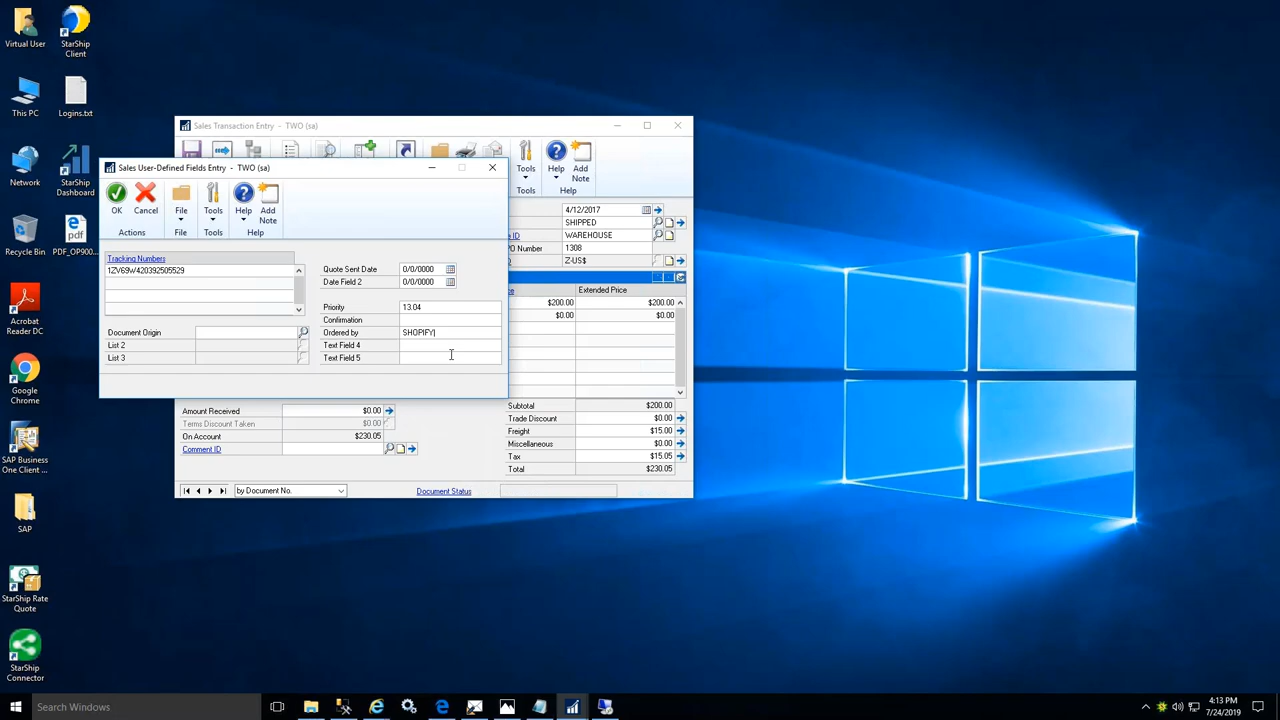 Virtual User
StarShip Client
This PC
Logins.txt
Network
StarShip Dashboard
Recycle Bin
PDF_OP900...
Acrobat Reader DC
Google Chrome
SAP Business One Client ...
SAP
StarShip Rate Quote
StarShip Connector
Sales Transaction Entry - TWO (sa)
Tools
Help
Add Note
Tools
Help
4/12/2017
SHIPPED
WAREHOUSE
PO Number 1308
Z-US$
Extended Price
$200.00 $200.00
$0.00 $0.00
Sales User-Defined Fields Entry - TWO (sa)
OK
Cancel
File
Tools
Help
Add Note
Actions
File
Tools
Help
Tracking Numbers
1ZV69W420392505529
Document Origin
List 2
List 3
Quote Sent Date 0/0/0000
Date Field 2 0/0/0000
Priority 13.04
Confirmation
Ordered by SHOPIFY
Text Field 4
Text Field 5
Amount Received $0.00
Terms Discount Taken $0.00
On Account $230.05
Comment ID
Subtotal $200.00
Trade Discount $0.00
Freight $15.00
Miscellaneous $0.00
Tax $15.05
Total $230.05
by Document No.
Document Status
Search Windows
4:13 PM
7/24/2019